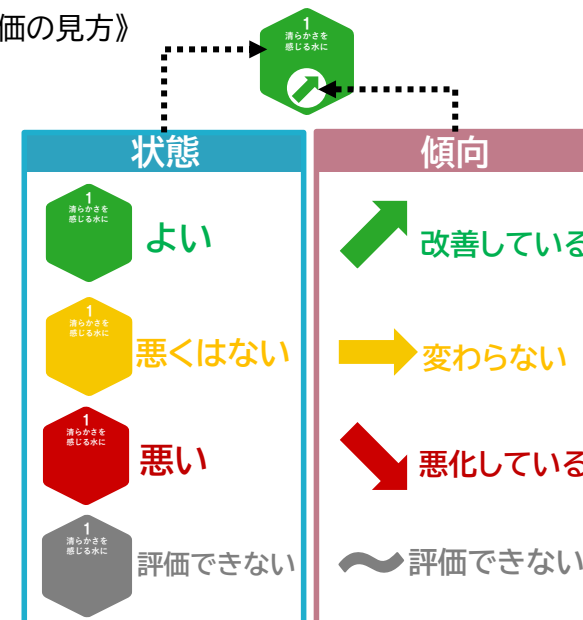 価の見方》
1
清らかさを
感じる水に
状態
傾向
1
清らかさを
感じる水に
よい
改善している
1
清らかさを
感じる水に
悪くはない
変わらない
1
清らかさを
感じる水に
悪い
悪化している
1
清らかさを
感じる水に
評価できない
評価できない